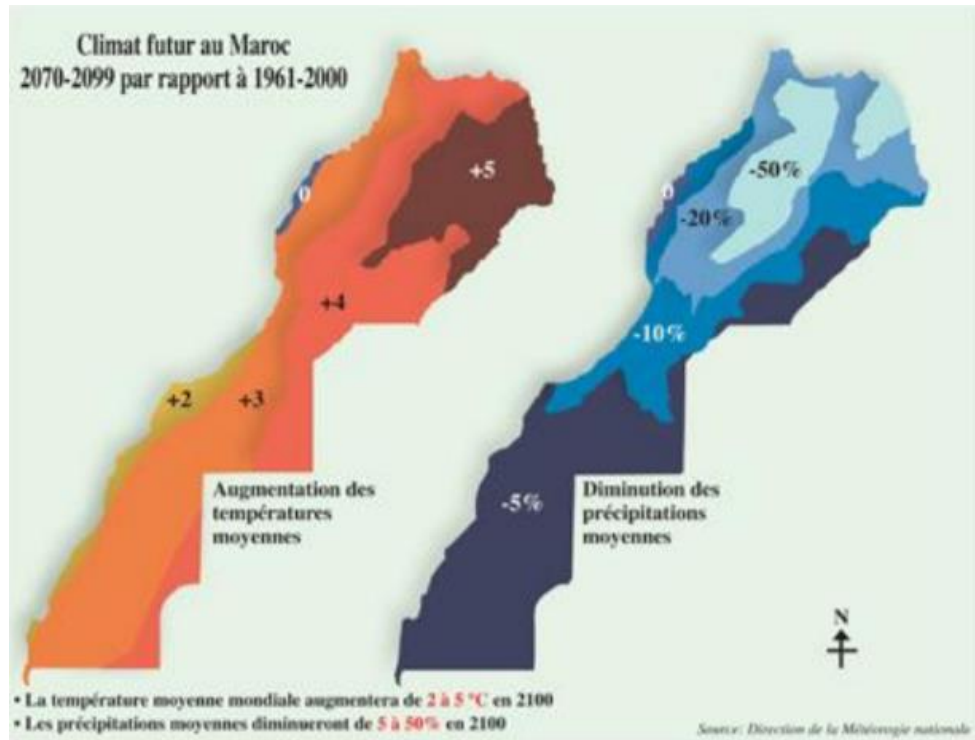 Climat futur au Maroc
2070-2099 par rapport à 1961-2000
+5
0
+4
+2
+3
Augmentation des
températures
moyennes
-50%
0
-20%
-10%
-5%
Diminution des
précipitations
moyennes
N
• La température moyenne mondiale augmentera de 2 à 5 °C en 2100
• Les précipitations moyennes diminueront de 5 à 50% en 2100
Source: Direction de la Météorogie nationale